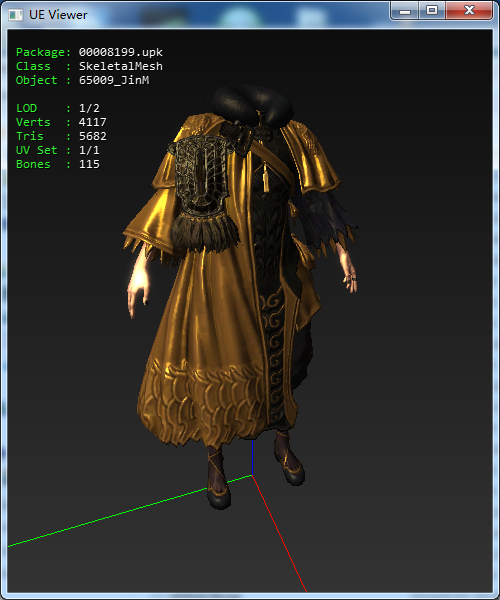 UE Viewer
Package: 00008199.upk
Class : SkeletalMesh
Object : 65009_JinM
LOD : 1/2
Verts : 4117
Tris : 5682
UV Set : 1/1
Bones : 115